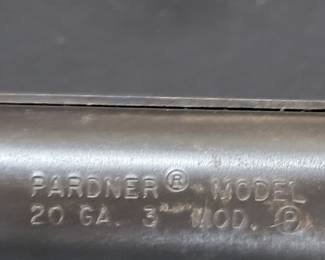 PARDNER® MODEL
20 GA. 3" MOD. Ⓟ